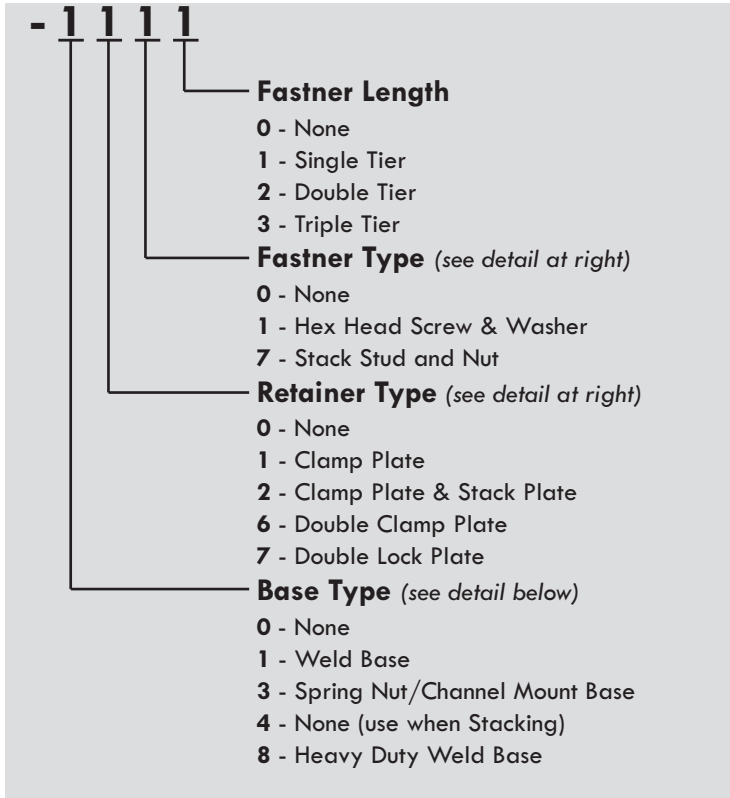 - 1 1 1 1
Fastner Length
0 - None
1 - Single Tier
2 - Double Tier
3 - Triple Tier
Fastner Type (see detail at right)
0 - None
1 - Hex Head Screw & Washer
7 - Stack Stud and Nut
Retainer Type (see detail at right)
0 - None
1 - Clamp Plate
2 - Clamp Plate & Stack Plate
6 - Double Clamp Plate
7 - Double Lock Plate
Base Type (see detail below)
0 - None
1 - Weld Base
3 - Spring Nut/Channel Mount Base
4 - None (use when Stacking)
8 - Heavy Duty Weld Base